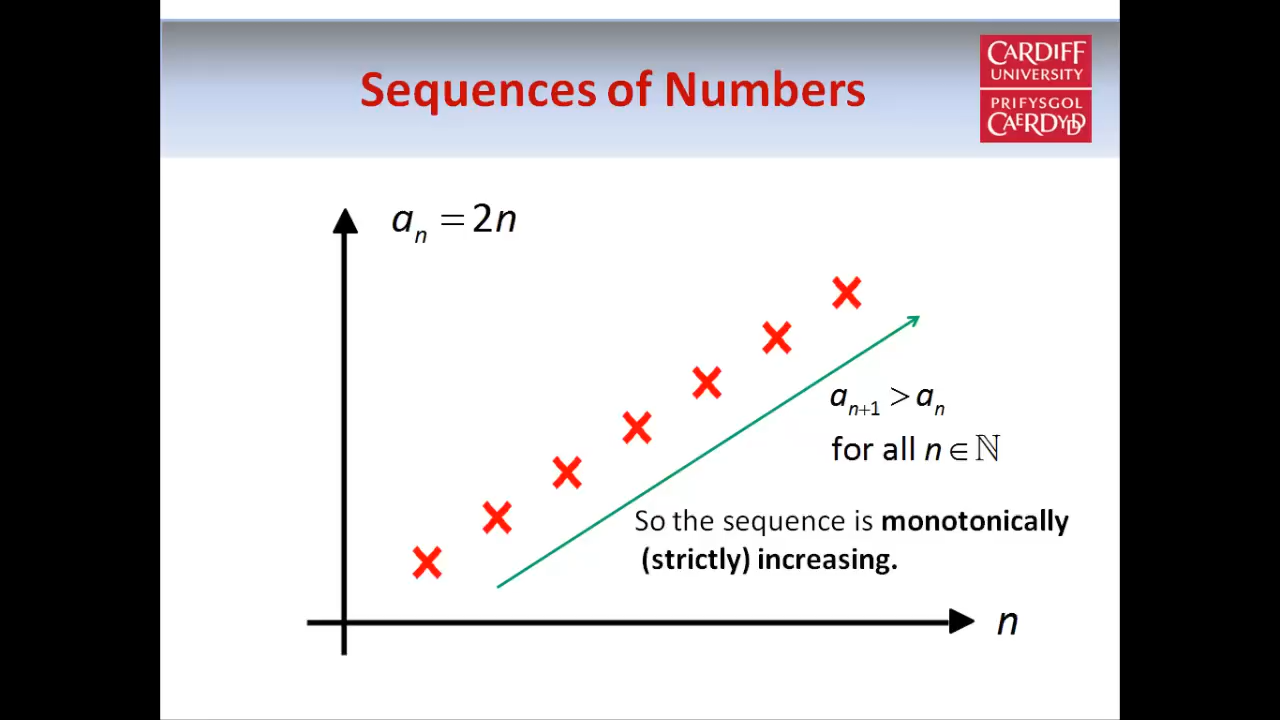 Sequences of Numbers
CARDIFF
UNIVERSITY
PRIFYSGOL
CAERDYDD
aₙ = 2n
aₙ₊₁ > aₙ
for all n ∈ ℕ
So the sequence is monotonically
(strictly) increasing.
n